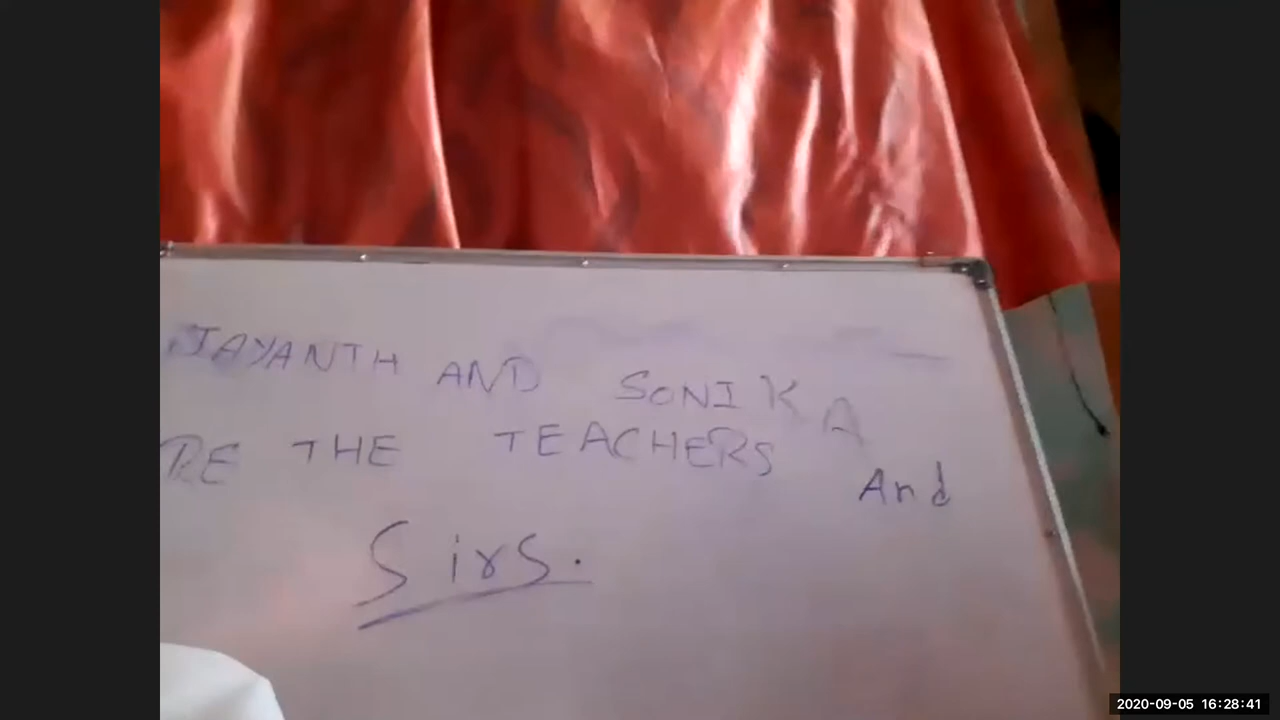 JAYANTH AND SONIKA
RE THE TEACHERS And
Sirs.
2020-09-05 16:28:41